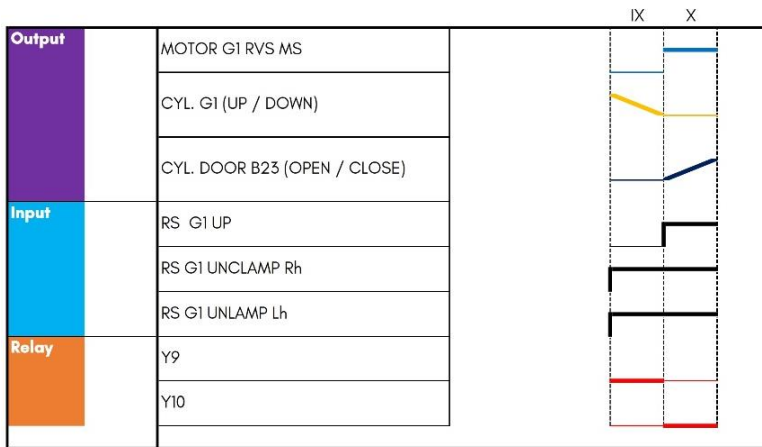 IX X
Output
MOTOR G1 RVS MS
CYL. G1 (UP / DOWN)
CYL. DOOR B23 (OPEN / CLOSE)
Input
RS G1 UP
RS G1 UNCLAMP Rh
RS G1 UNLAMP Lh
Relay
Y9
Y10